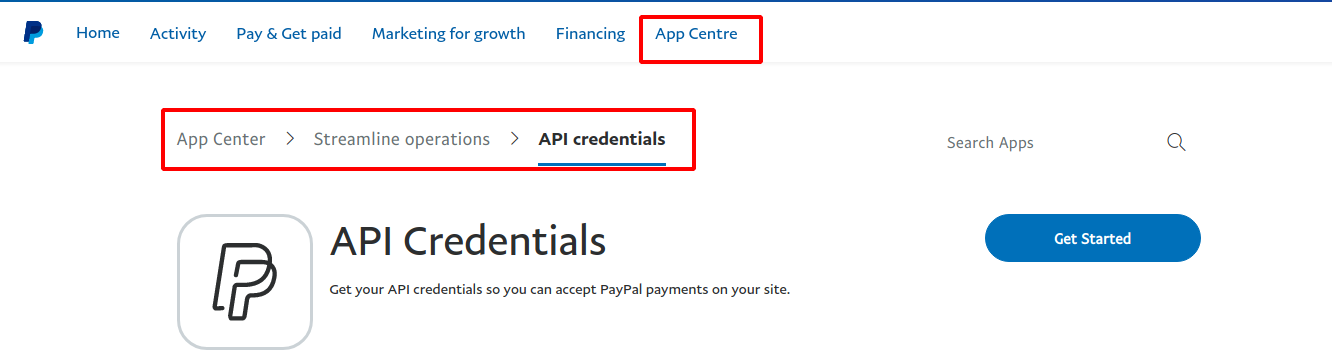 Home Activity Pay & Get paid Marketing for growth Financing App Centre
App Center > Streamline operations > API credentials
Search Apps
API Credentials
Get Started
Get your API credentials so you can accept PayPal payments on your site.